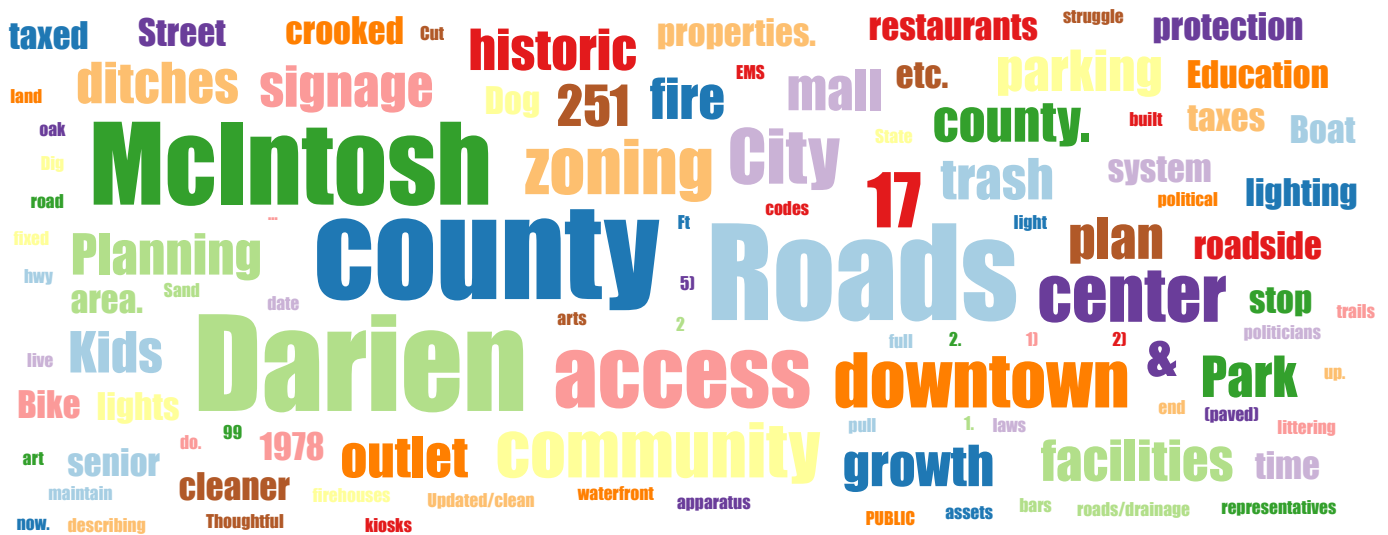 taxed Street crooked Cut historic properties. restaurants struggle protection
land ditches signage Dog 251 fire EMS mall etc. parking Education
oak McIntosh zoning City State county. built taxes Boat
Big road 17 trash system political lighting
... codes light
fixed Planning county Ft Roads plan roadside
hwy area. Sand date 5) center stop trails
arts 2 full 2. 1) 2) politicians
live Kids Darien access downtown & Park up.
Bike lights pull 1. laws end (paved) littering
do. 99 1978 outlet community growth facilities time
art senior
maintain cleaner firehouses Updated/clean waterfront apparatus bars roads/drainage representatives
now. describing Thoughtful kiosks PUBLIC assets